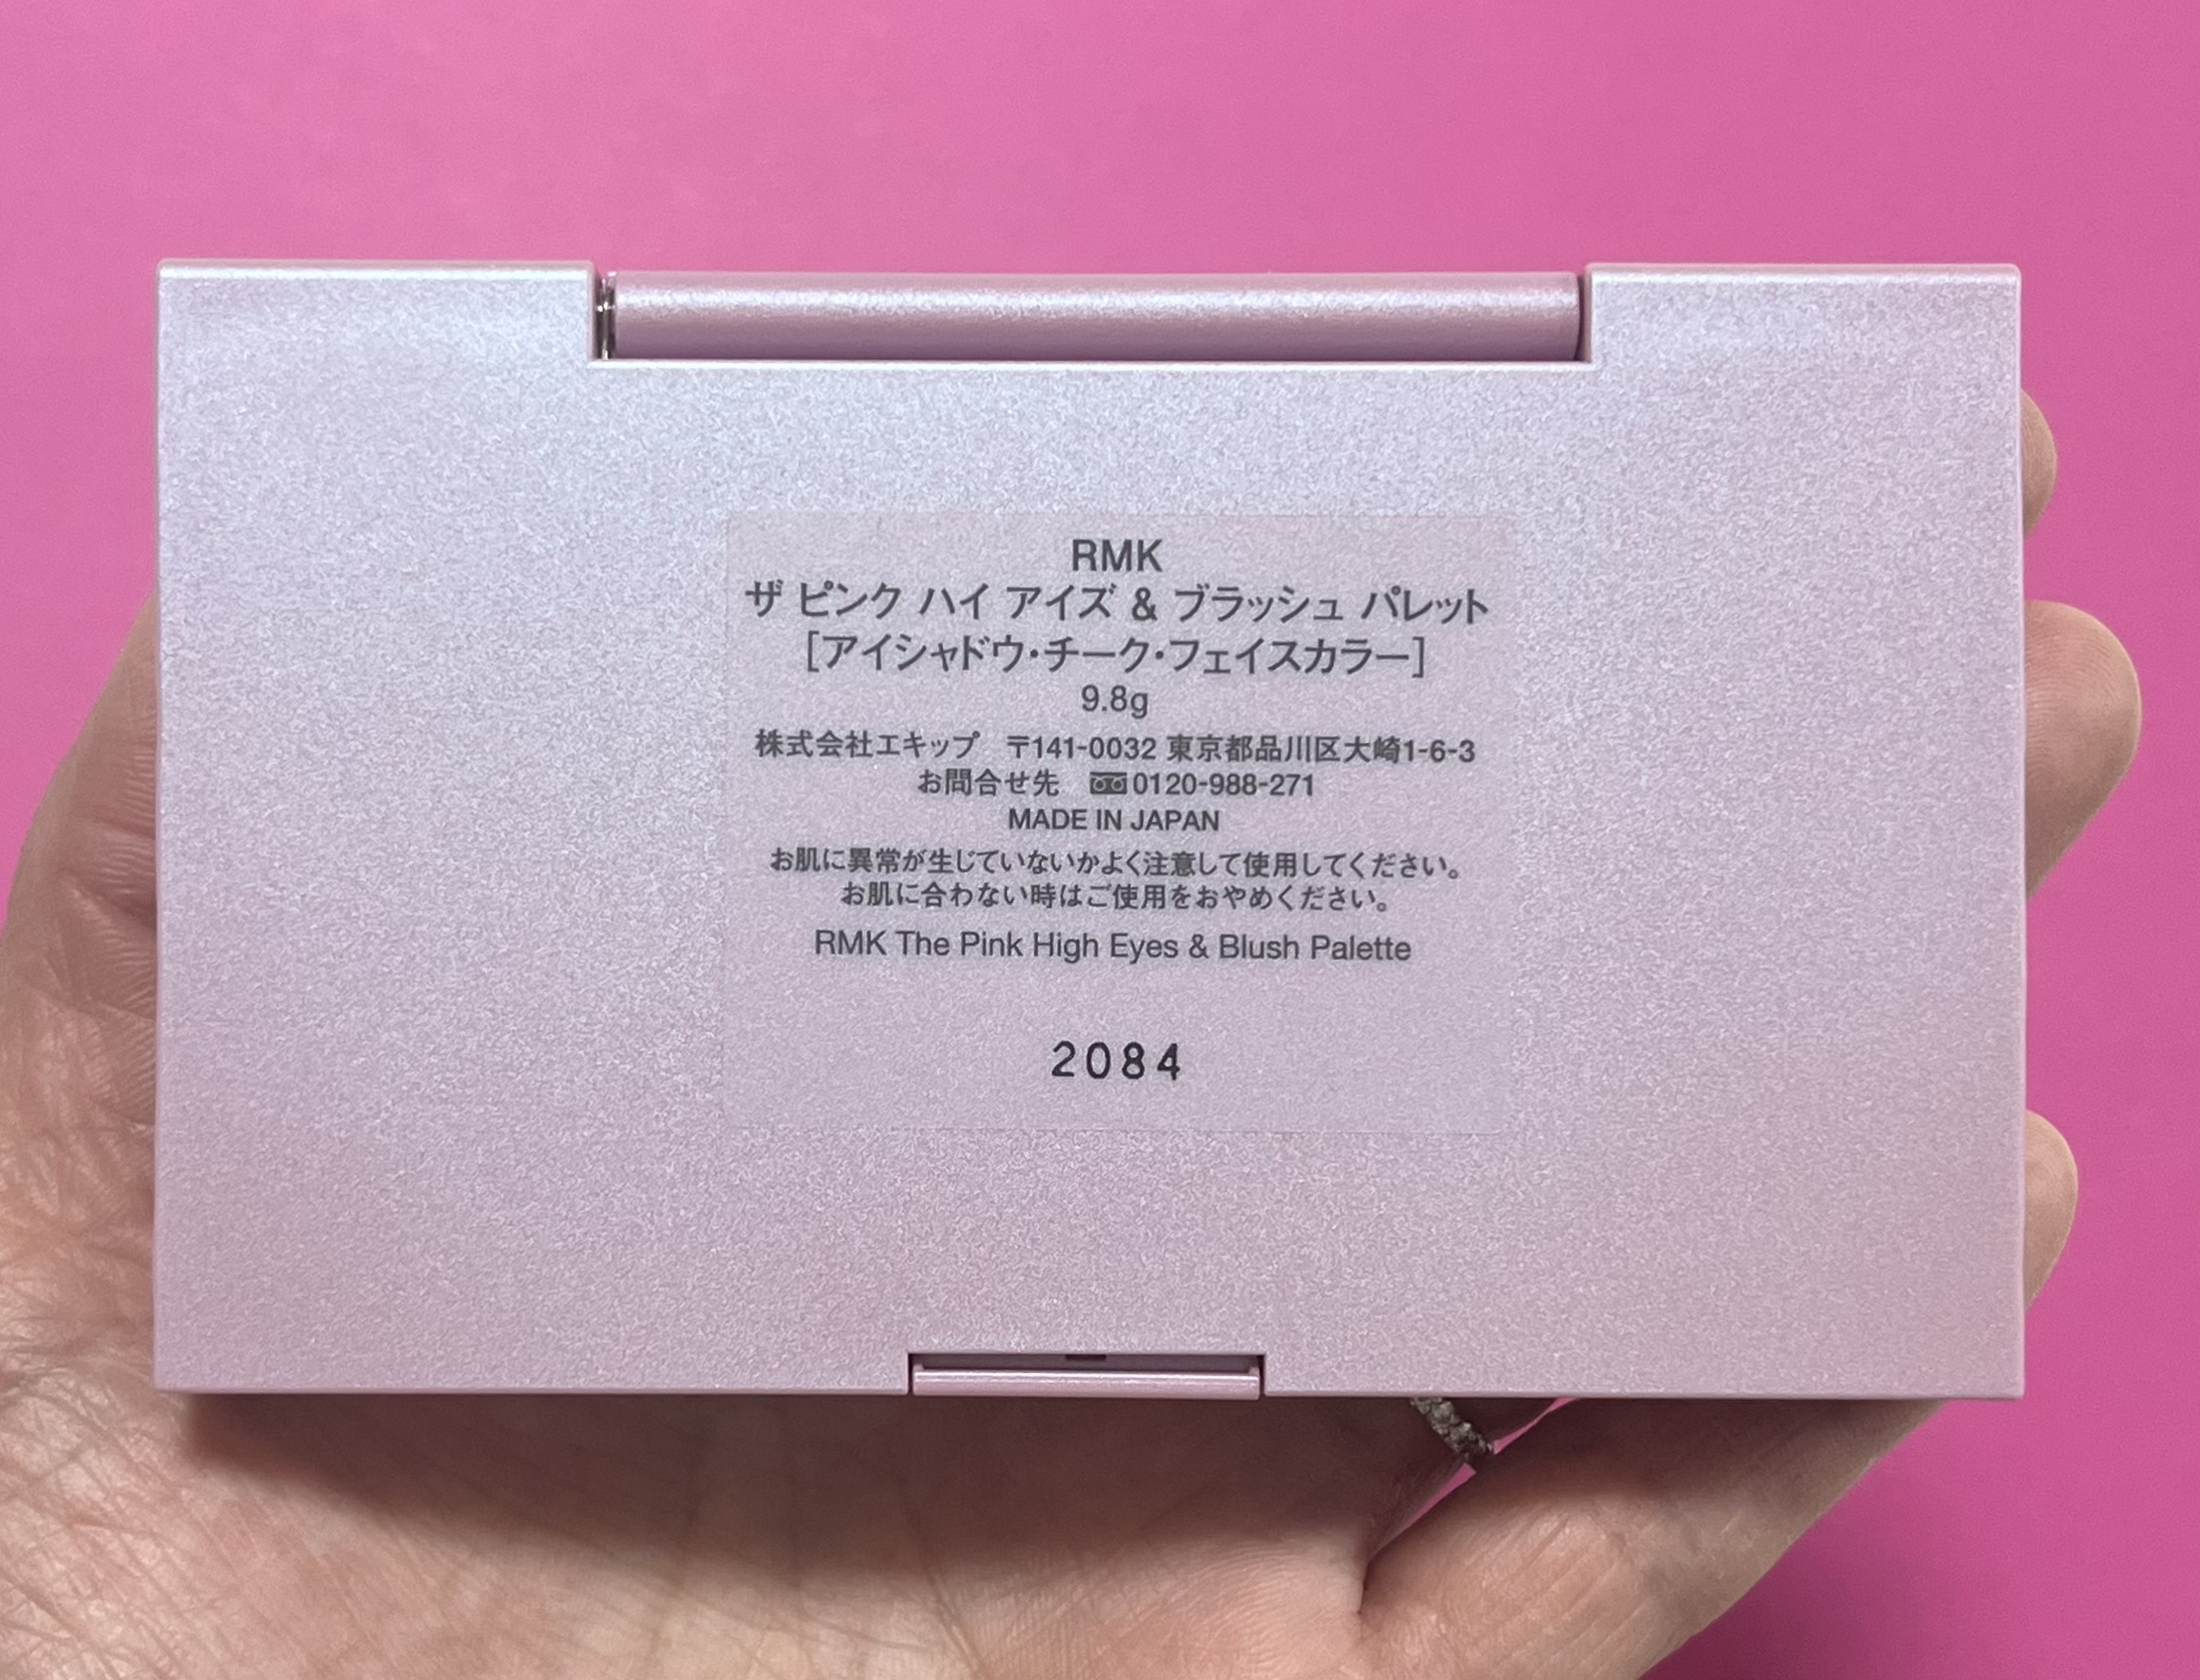 RMK
ザ ピンク ハイ アイズ & ブラッシュ パレット
[アイシャドウ・チーク・フェイスカラー]
9.8g
株式会社エキップ 〒141-0032 東京都品川区大崎1-6-3
お問合せ先 0120-988-271
MADE IN JAPAN
お肌に異常が生じていないかよく注意して使用してください。
お肌に合わない時はご使用をおやめください。
RMK The Pink High Eyes & Blush Palette
2084